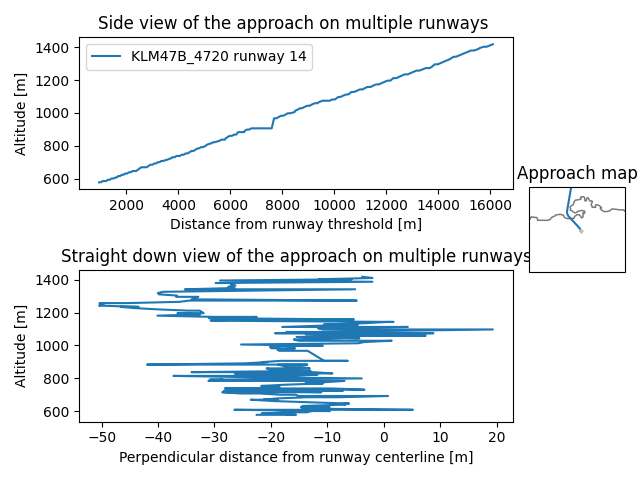 Side view of the approach on multiple runways
Altitude [m]
1400
1200
1000
800
600
KLM47B_4720 runway 14
2000 4000 6000 8000 10000 12000 14000 16000
Distance from runway threshold [m]
Approach map
Straight down view of the approach on multiple runways
Altitude [m]
1400
1200
1000
800
600
−50 −40 −30 −20 −10 0 10 20
Perpendicular distance from runway centerline [m]